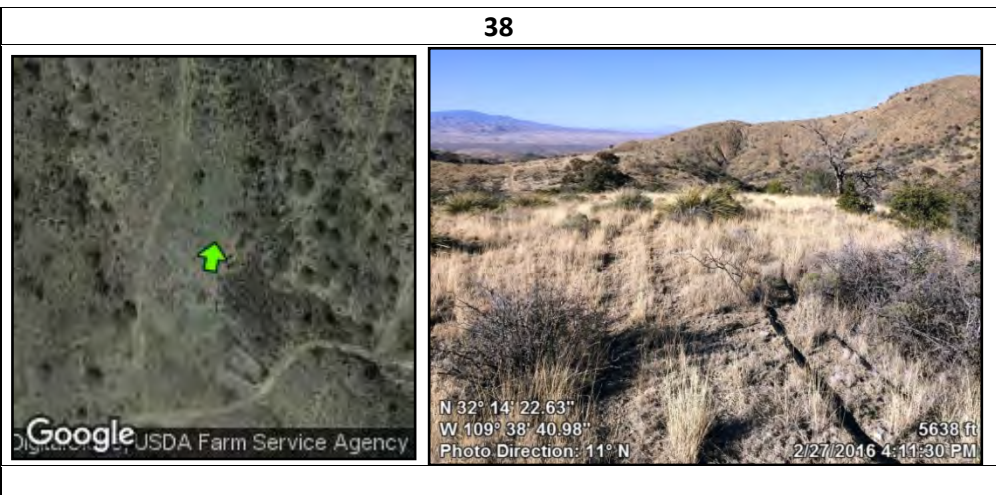 38
Google
USDA Farm Service Agency
N 32° 14' 22.63"
W 109° 38' 40.98"
Photo Direction: 11° N
5638 ft
2/27/2016 4:11:30 PM